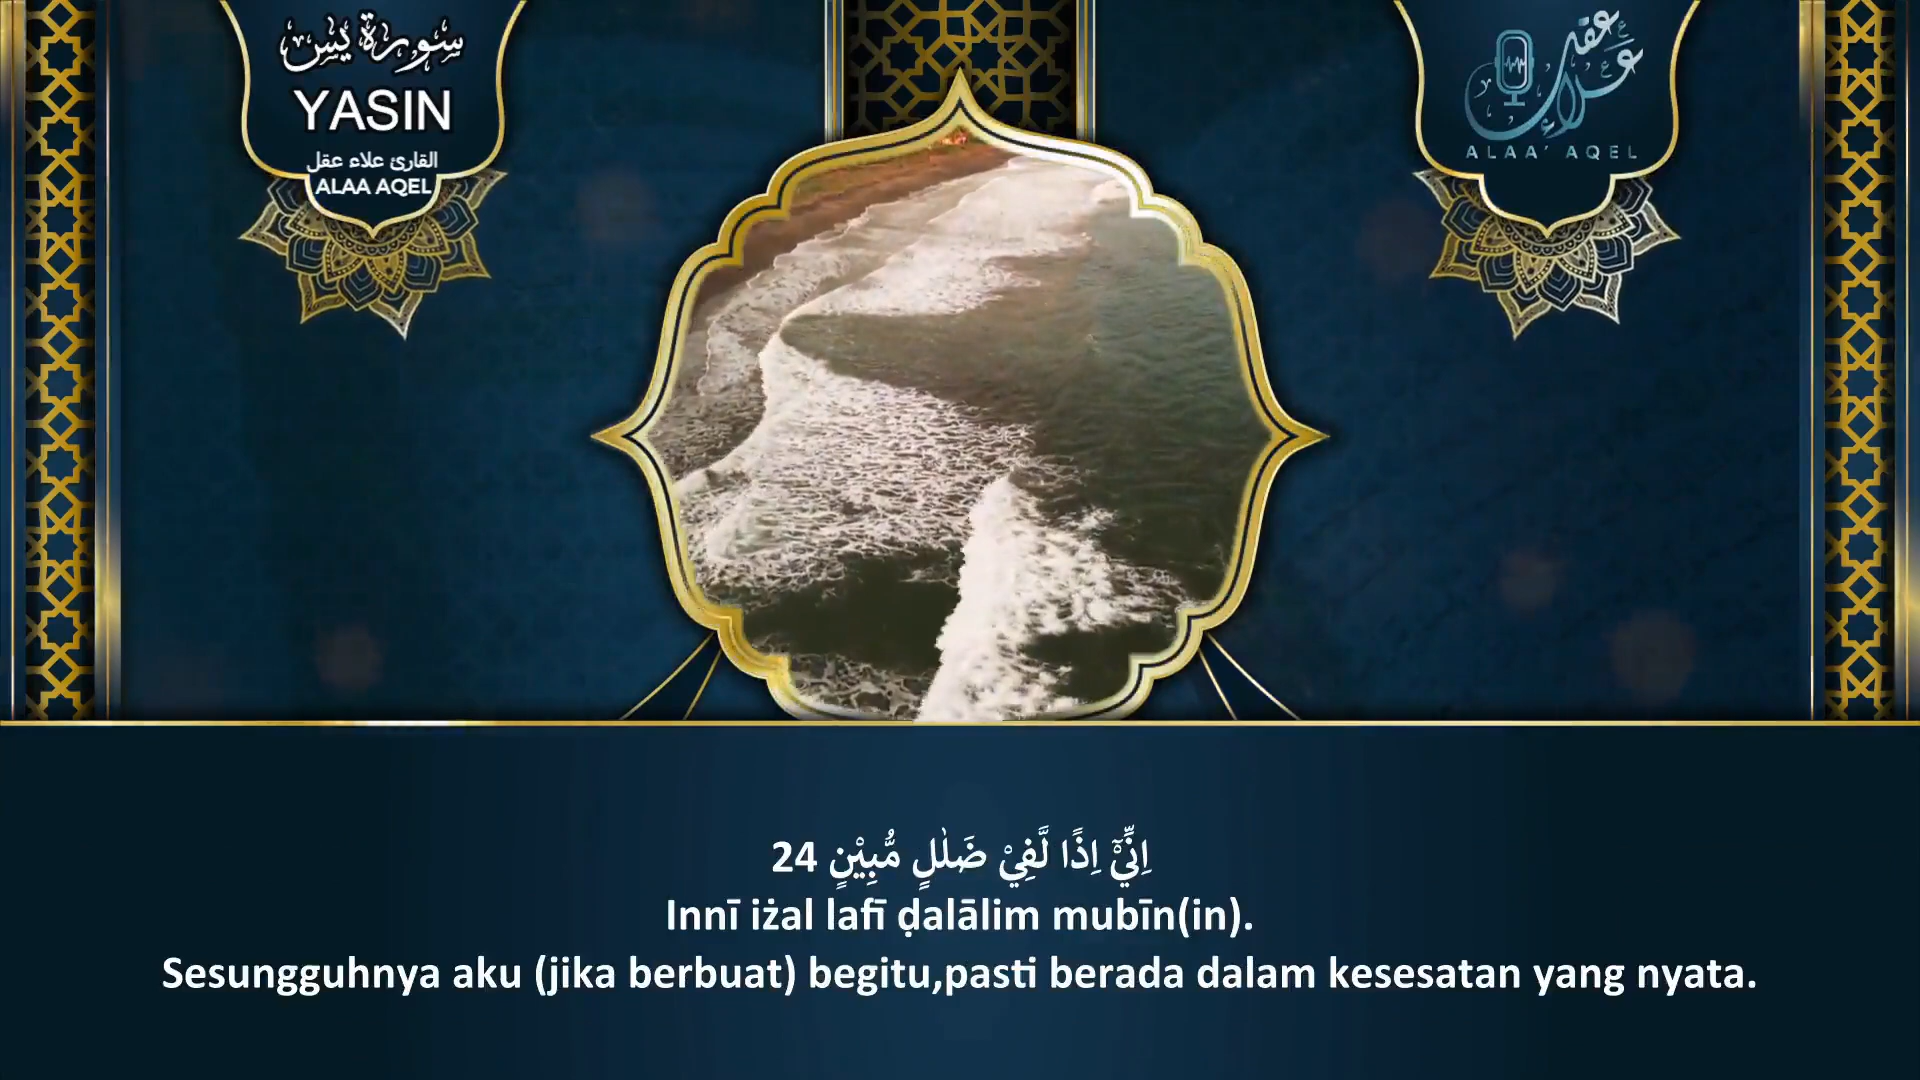 سورة يس
YASIN
القارئ علاء عقل
ALAA AQEL
علاء عقل
ALAA' AQEL
اِنِّيْٓ اِذًا لَّفِيْ ضَلٰلٍ مُّبِيْنٍ 24
Innī iżal lafī ḍalālim mubīn(in).
Sesungguhnya aku (jika berbuat) begitu,pasti berada dalam kesesatan yang nyata.